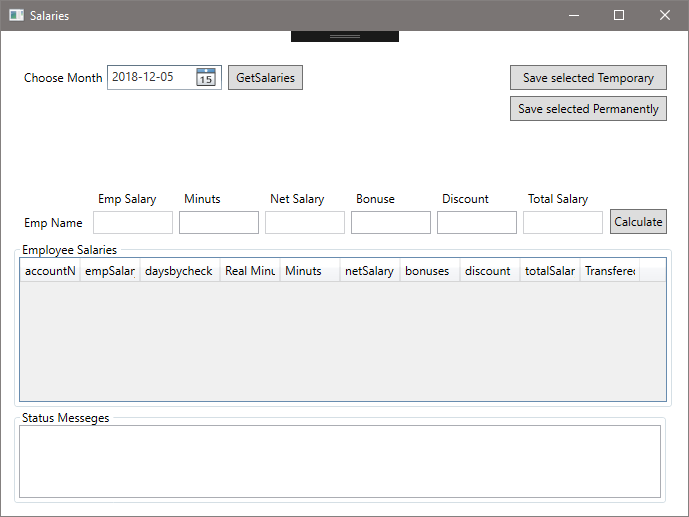 Salaries
Choose Month 2018-12-05 15 GetSalaries Save selected Temporary
Save selected Permanently
Emp Salary Minuts Net Salary Bonuse Discount Total Salary
Emp Name Calculate
Employee Salaries
accountN empSalar daysbycheck Real Minu Minuts netSalary bonuses discount totalSalar Transfered
Status Messeges